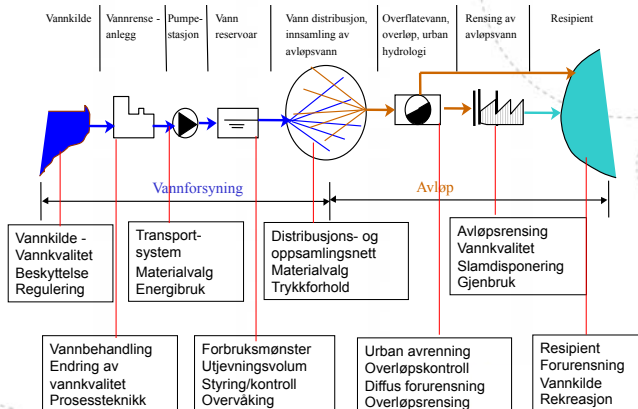 Vannkilde
Vannrense -
anlegg
Pumpe-
stasjon
Vann
reservoar
Vann distribusjon,
innsamling av
avløpsvann
Overflatevann,
overløp, urban
hydrologi
Rensing av
avløpsvann
Resipient
Vannforsyning
Avløp
Vannkilde -
Vannkvalitet
Beskyttelse
Regulering
Transport-
system
Materialvalg
Energibruk
Distribusjons- og
oppsamlingsnett
Materialvalg
Trykkforhold
Avløpsrensing
Vannkvalitet
Slamdisponering
Gjenbruk
Vannbehandling
Endring av
vannkvalitet
Prosessteknikk
Forbruksmønster
Utjevningsvolum
Styring/kontroll
Overvåking
Urban avrenning
Overløpskontroll
Diffus forurensning
Overløpsrensing
Resipient
Forurensning
Vannkilde
Rekreasjon